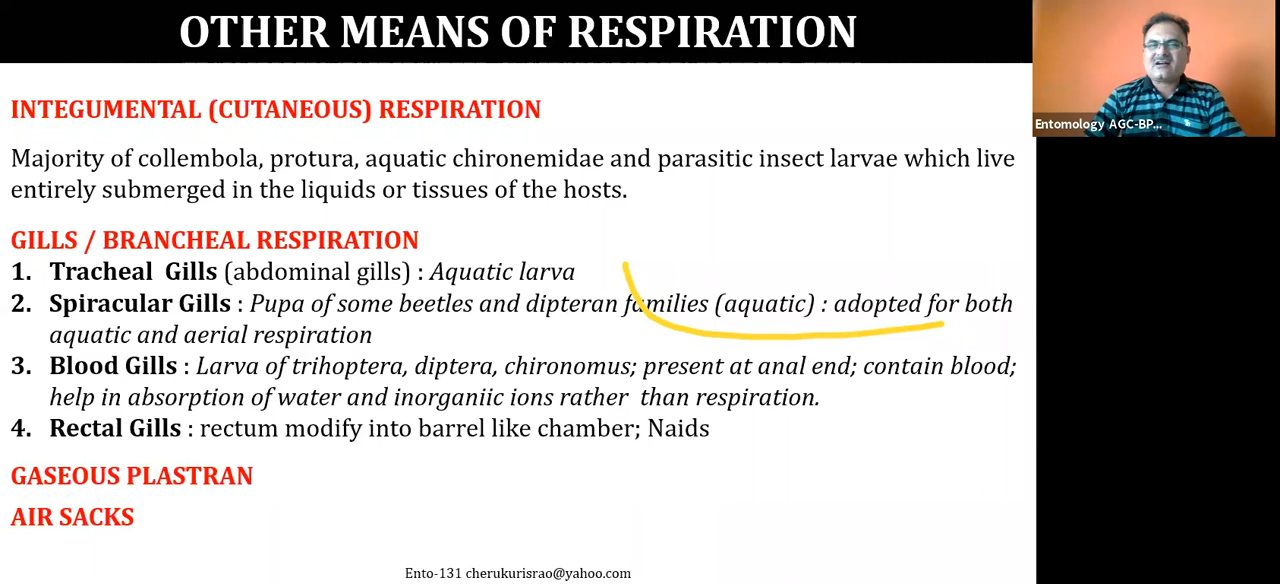 OTHER MEANS OF RESPIRATION
INTEGUMENTAL (CUTANEOUS) RESPIRATION
Majority of collembola, protura, aquatic chironemidae and parasitic insect larvae which live
entirely submerged in the liquids or tissues of the hosts.
GILLS / BRANCHEAL RESPIRATION
1. Tracheal Gills (abdominal gills) : Aquatic larva
2. Spiracular Gills : Pupa of some beetles and dipteran families (aquatic) : adopted for both
aquatic and aerial respiration
3. Blood Gills : Larva of trihoptera, diptera, chironomus; present at anal end; contain blood;
help in absorption of water and inorganiic ions rather than respiration.
4. Rectal Gills : rectum modify into barrel like chamber; Naids
GASEOUS PLASTRAN
AIR SACKS
Ento-131 cherukurisrao@yahoo.com
Entomology AGC-BP...